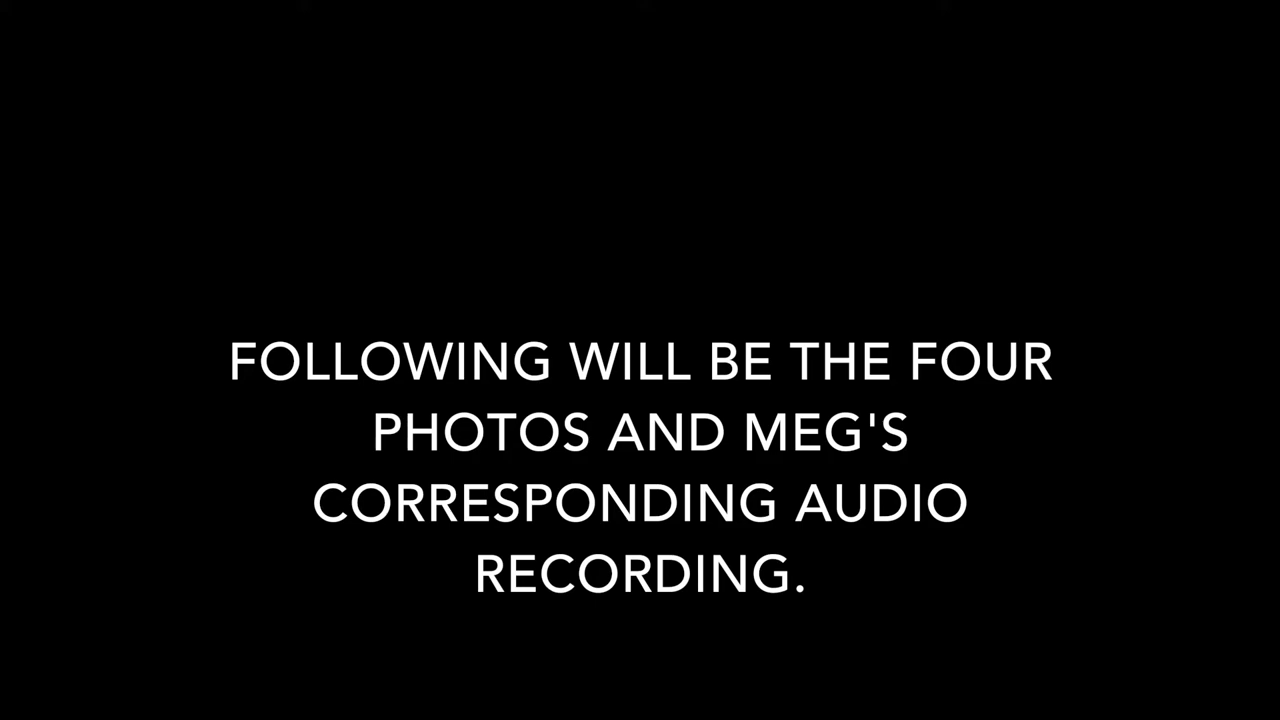 FOLLOWING WILL BE THE FOUR
PHOTOS AND MEG'S
CORRESPONDING AUDIO
RECORDING.